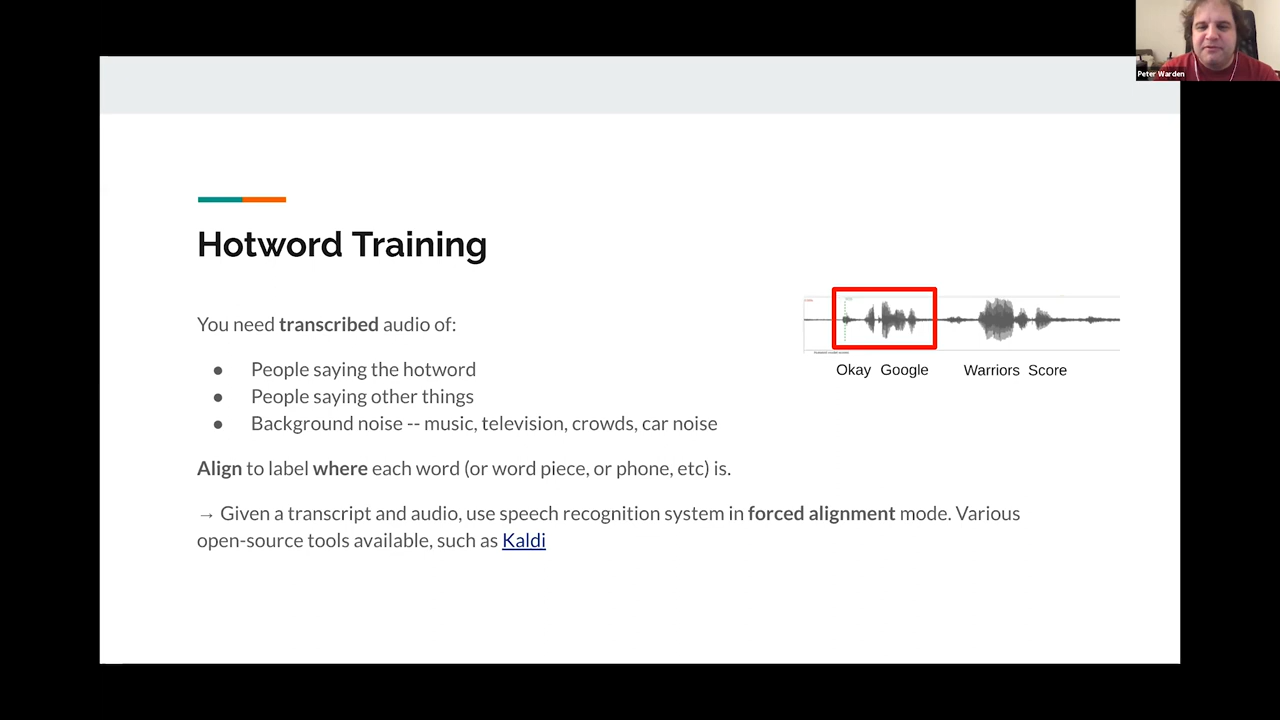 Peter Warden
Hotword Training
You need transcribed audio of:
● People saying the hotword
● People saying other things
● Background noise -- music, television, crowds, car noise
Okay Google Warriors Score
Align to label where each word (or word piece, or phone, etc) is.
→ Given a transcript and audio, use speech recognition system in forced alignment mode. Various
open-source tools available, such as Kaldi